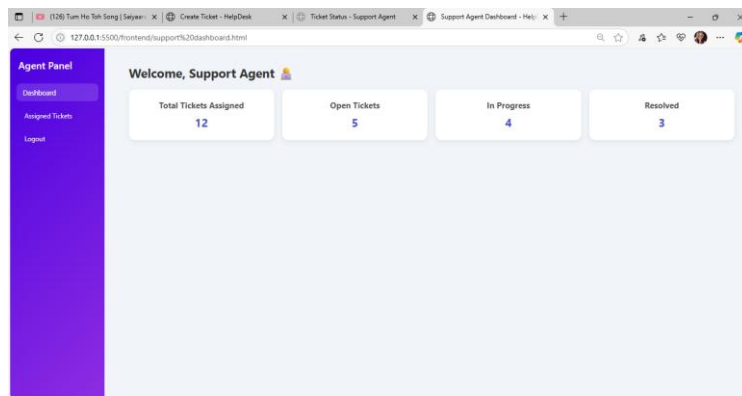 (126) Tum Ho Toh Song | Saiyaara
Create Ticket - HelpDesk
Ticket Status - Support Agent
Support Agent Dashboard - Help
127.0.0.1:5500/frontend/support%20dashboard.html
Agent Panel
Dashboard
Assigned Tickets
Logout
Welcome, Support Agent
Total Tickets Assigned
12
Open Tickets
5
In Progress
4
Resolved
3